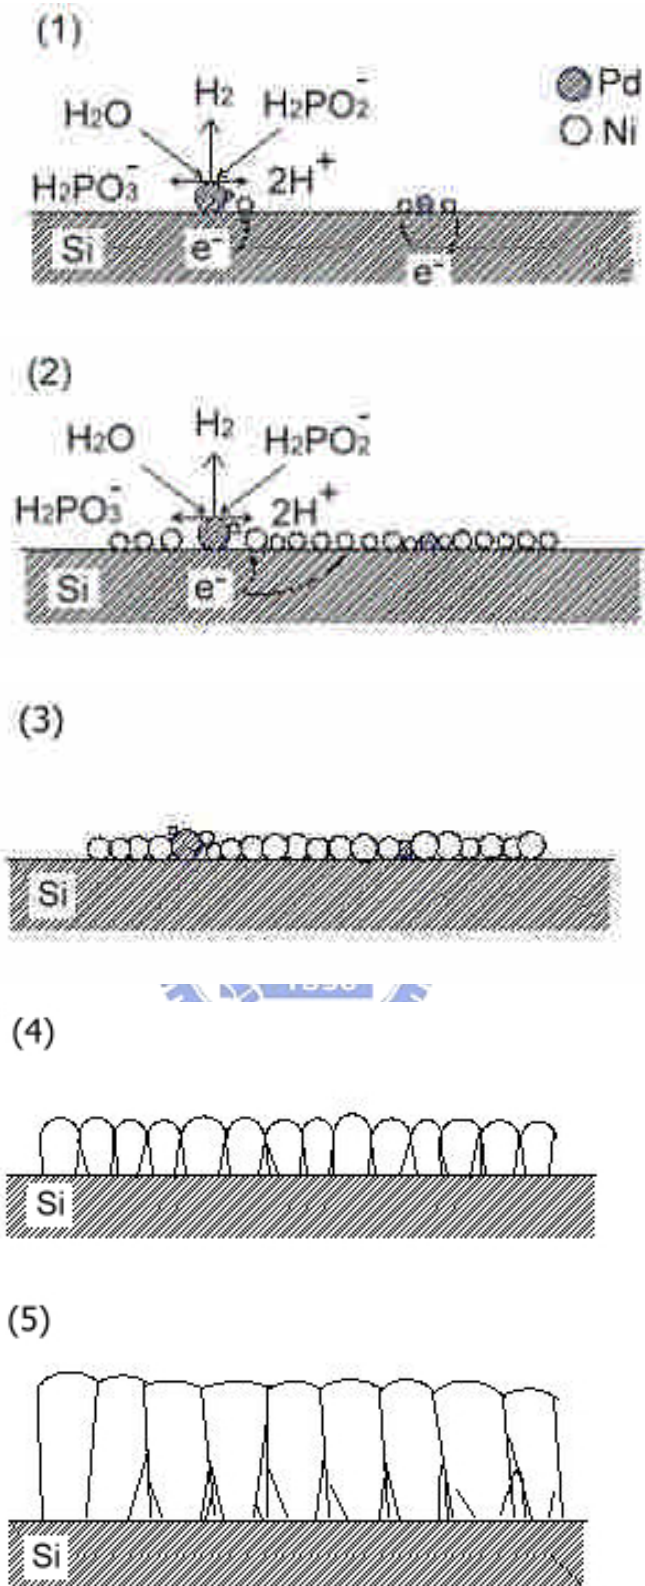 (1)
H₂ H₂PO₂⁻ Pd
H₂O Ni
H₂PO₃⁻ 2H⁺
Si e⁻ e⁻
(2)
H₂ H₂PO₂⁻
H₂O
H₂PO₃⁻ 2H⁺
Si e⁻
(3)
Si
(4)
Si
(5)
Si